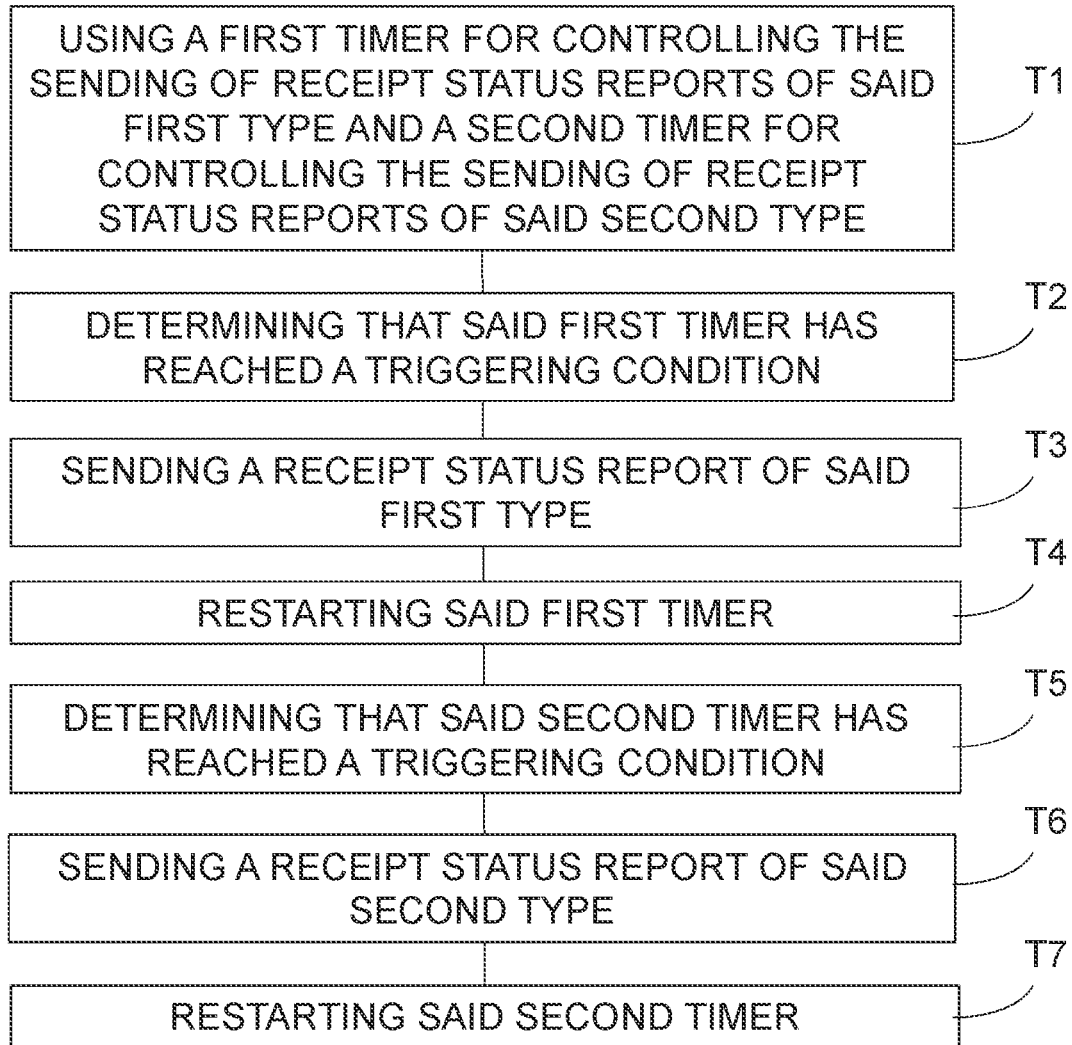 USING A FIRST TIMER FOR CONTROLLING THE
SENDING OF RECEIPT STATUS REPORTS OF SAID
FIRST TYPE AND A SECOND TIMER FOR
CONTROLLING THE SENDING OF RECEIPT
STATUS REPORTS OF SAID SECOND TYPE
T1
DETERMINING THAT SAID FIRST TIMER HAS
REACHED A TRIGGERING CONDITION
T2
SENDING A RECEIPT STATUS REPORT OF SAID
FIRST TYPE
T3
RESTARTING SAID FIRST TIMER
T4
DETERMINING THAT SAID SECOND TIMER HAS
REACHED A TRIGGERING CONDITION
T5
SENDING A RECEIPT STATUS REPORT OF SAID
SECOND TYPE
T6
RESTARTING SAID SECOND TIMER
T7